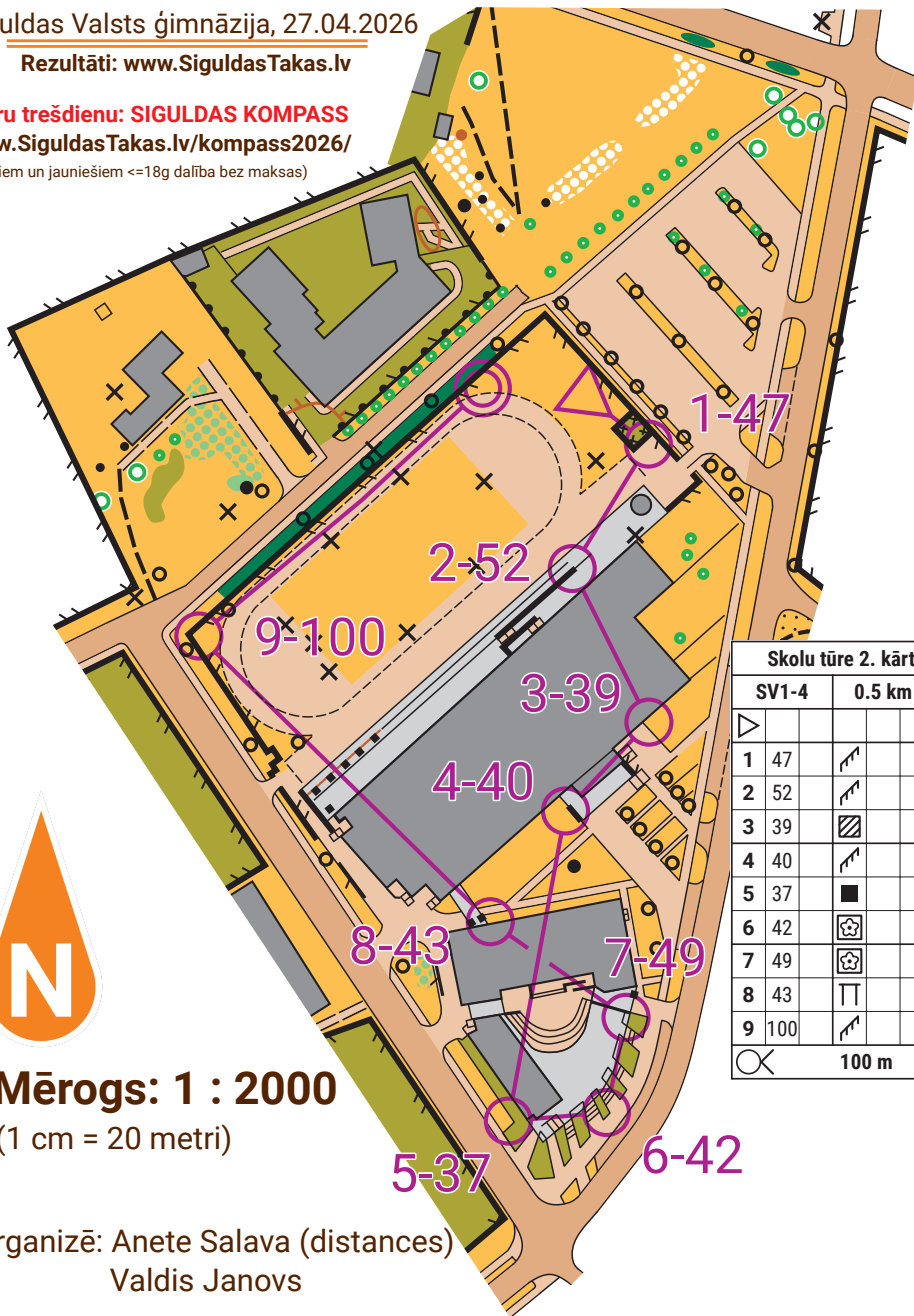 uldas Valsts ģimnāzija, 27.04.2026
Rezultāti: www.SiguldasTakas.lv
ru trešdienu: SIGULDAS KOMPASS
w.SiguldasTakas.lv/kompass2026/
iem un jauniešiem <=18g dalība bez maksas)
1-47
2-52
9-100
3-39
4-40
8-43
7-49
5-37
6-42
Skolu tūre 2. kārt
SV1-4 0.5 km
1 47
2 52
3 39
4 40
5 37
6 42
7 49
8 43
9 100
100 m
N
Mērogs: 1 : 2000
(1 cm = 20 metri)
rganizē: Anete Salava (distances)
Valdis Janovs